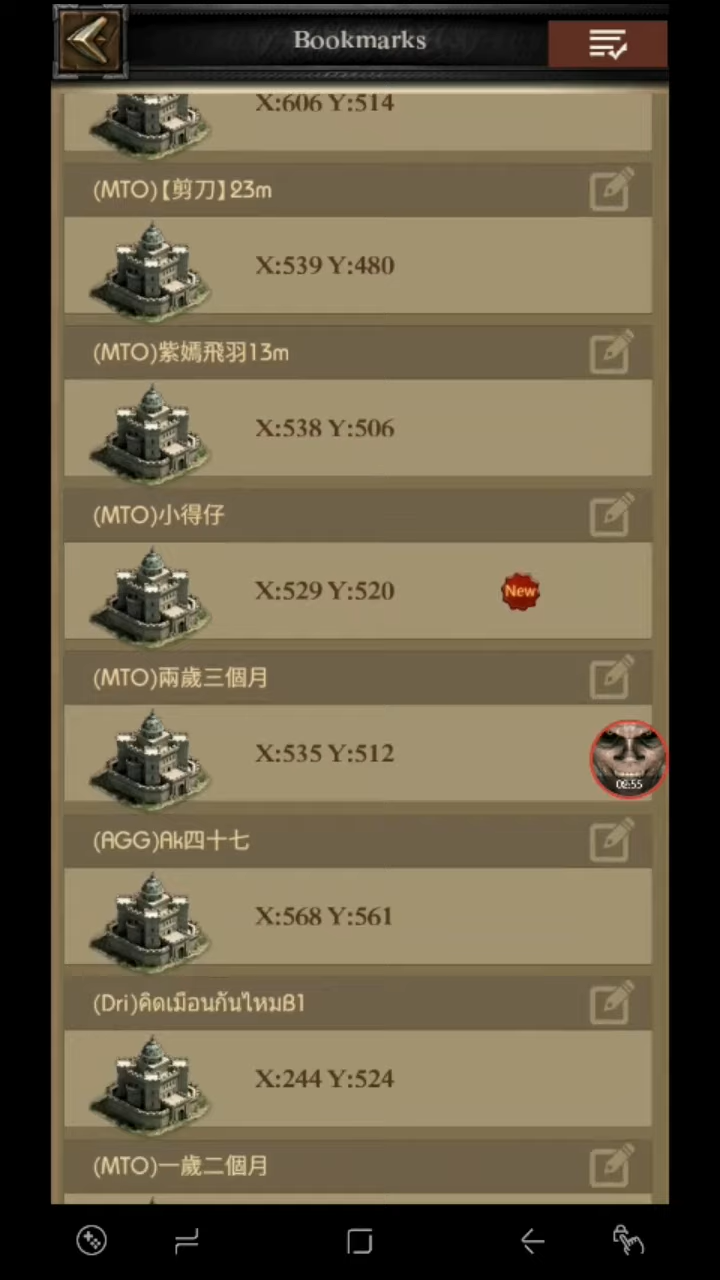 Bookmarks
X:606 Y:514
(MTO)【剪刀】23m
X:539 Y:480
(MTO)紫嫣飛羽13m
X:538 Y:506
(MTO)小得仔
X:529 Y:520
New
(MTO)兩歲三個月
X:535 Y:512
09:55
(AGG)Ak四十七
X:568 Y:561
(Dri)คิดเมือนกันไหมB1
X:244 Y:524
(MTO)一歲二個月